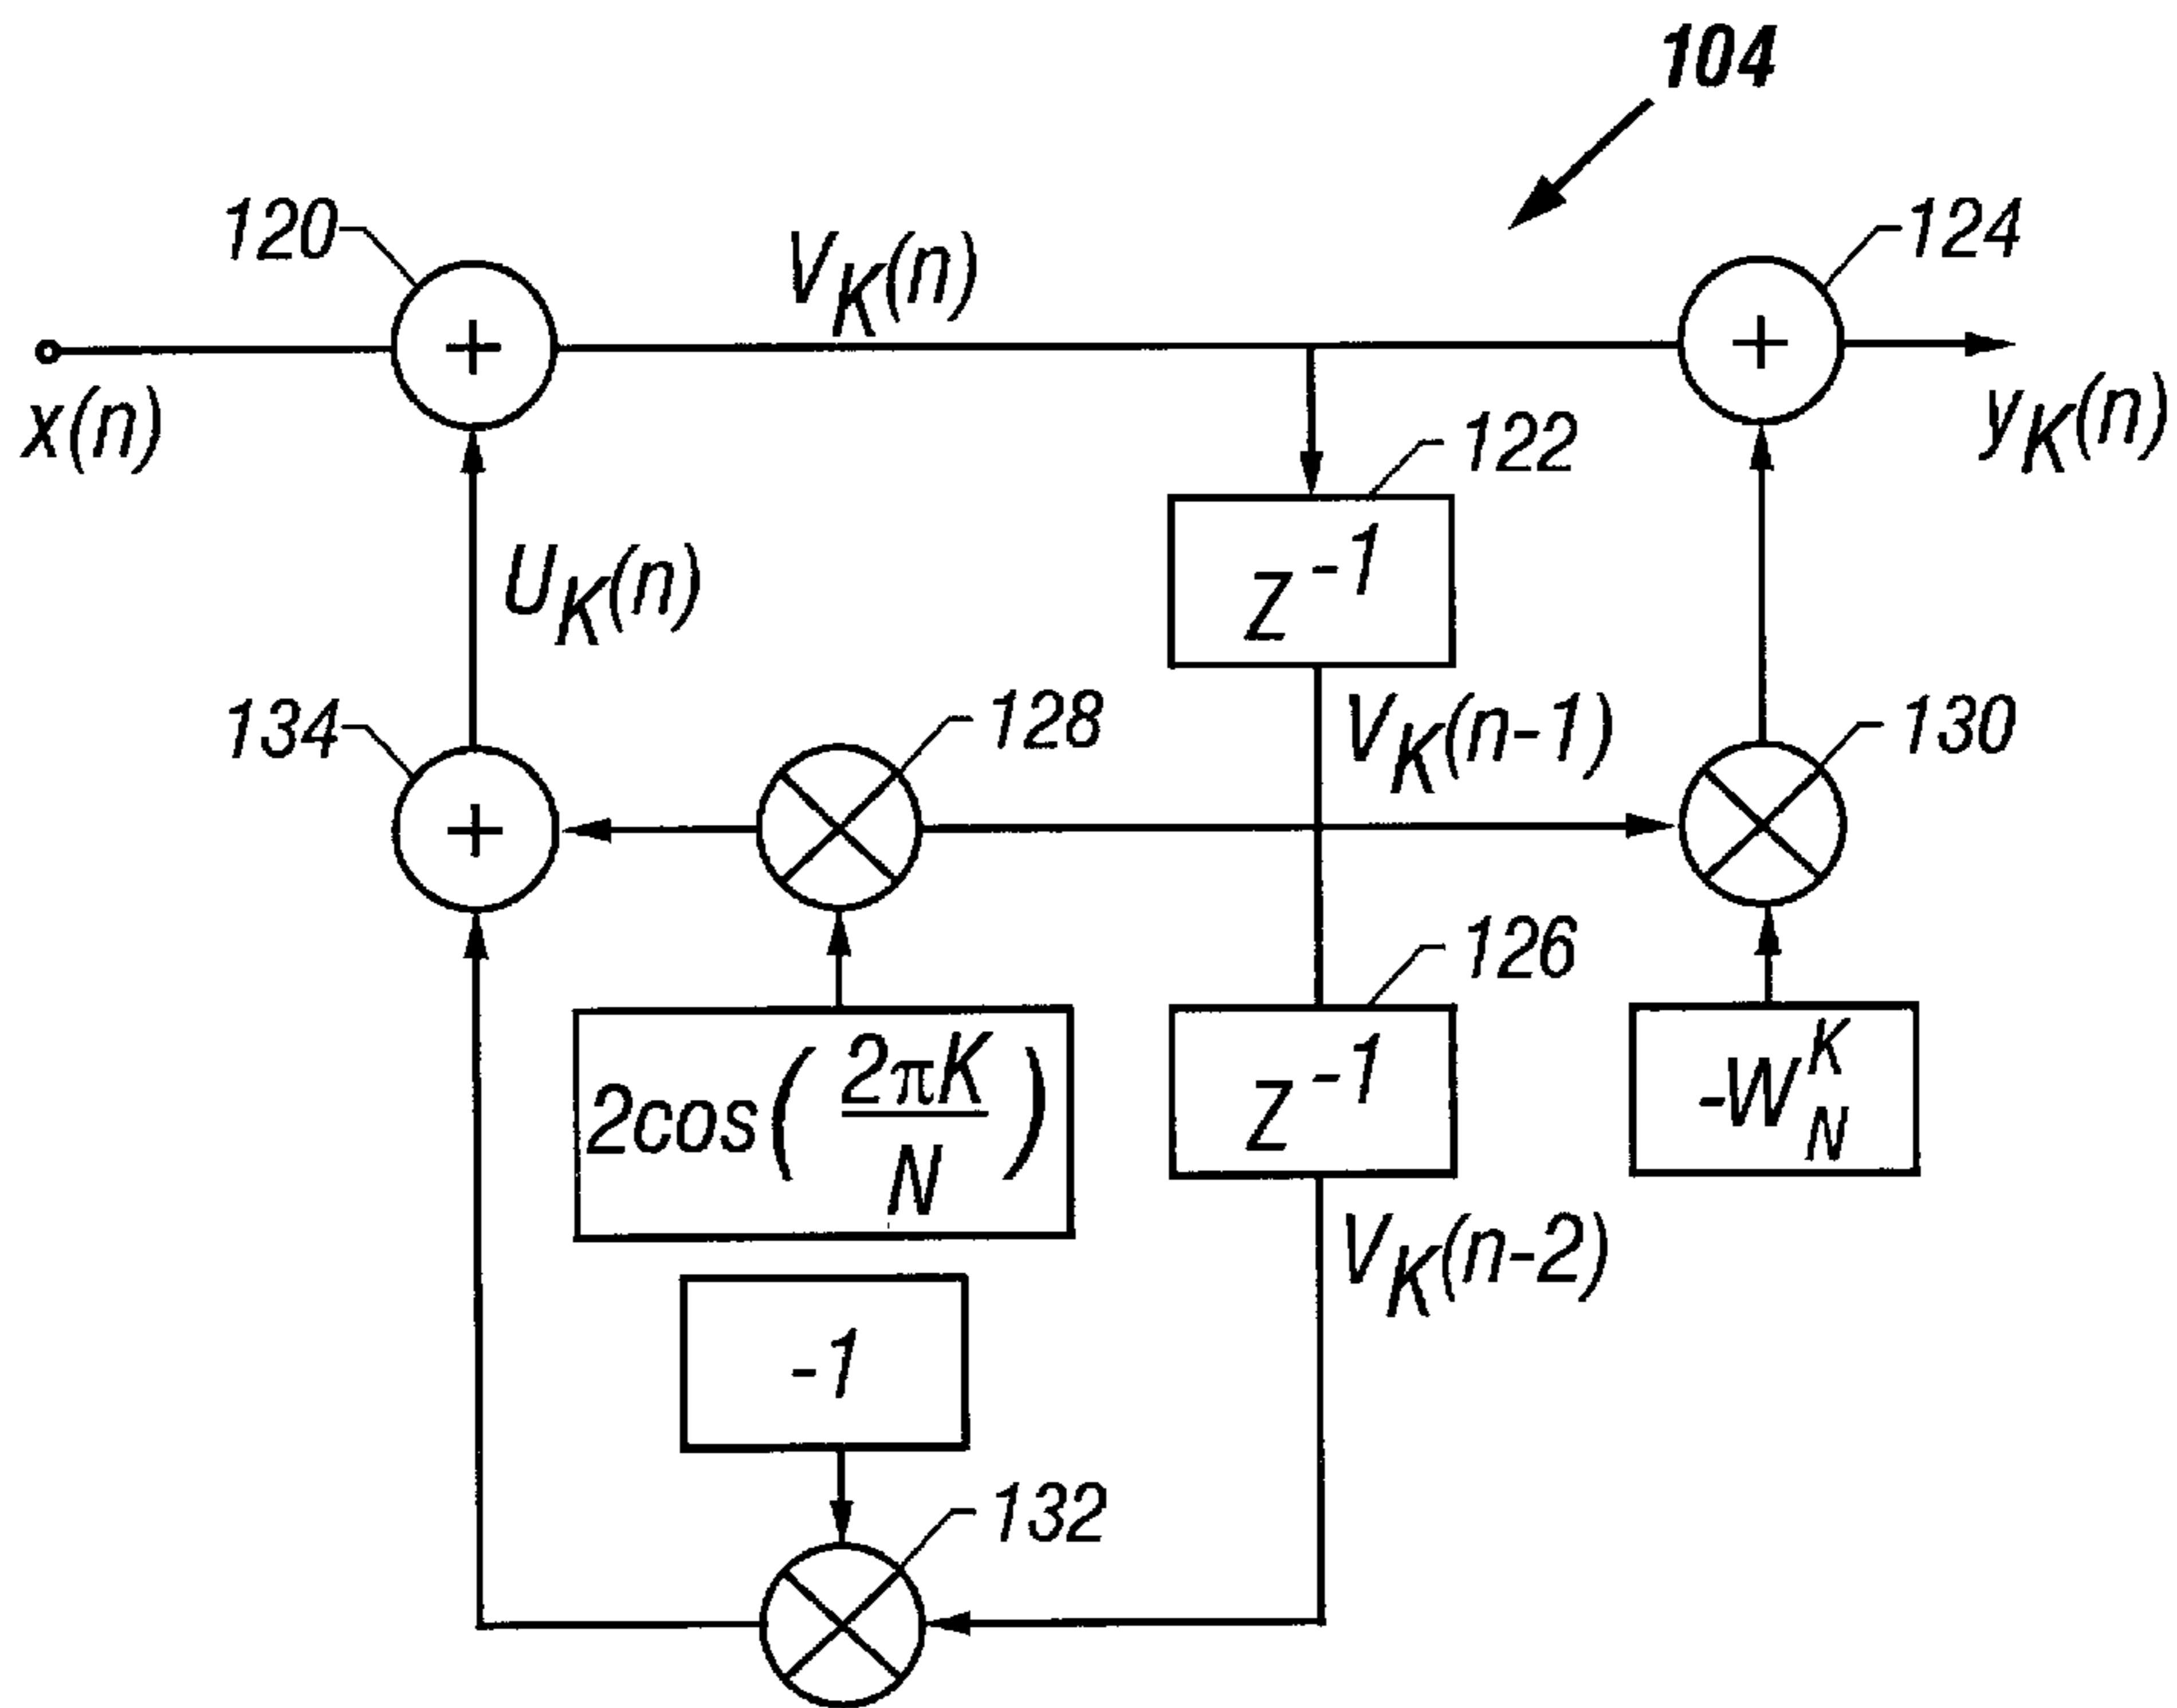 104
120
V_K(n)
124
+
+
x(n)
y_K(n)
122
Z^-1
U_K(n)
134
128
V_K(n-1)
130
+
126
2cos(2πK/N)
Z^-1
-W_N^K
V_K(n-2)
-1
132